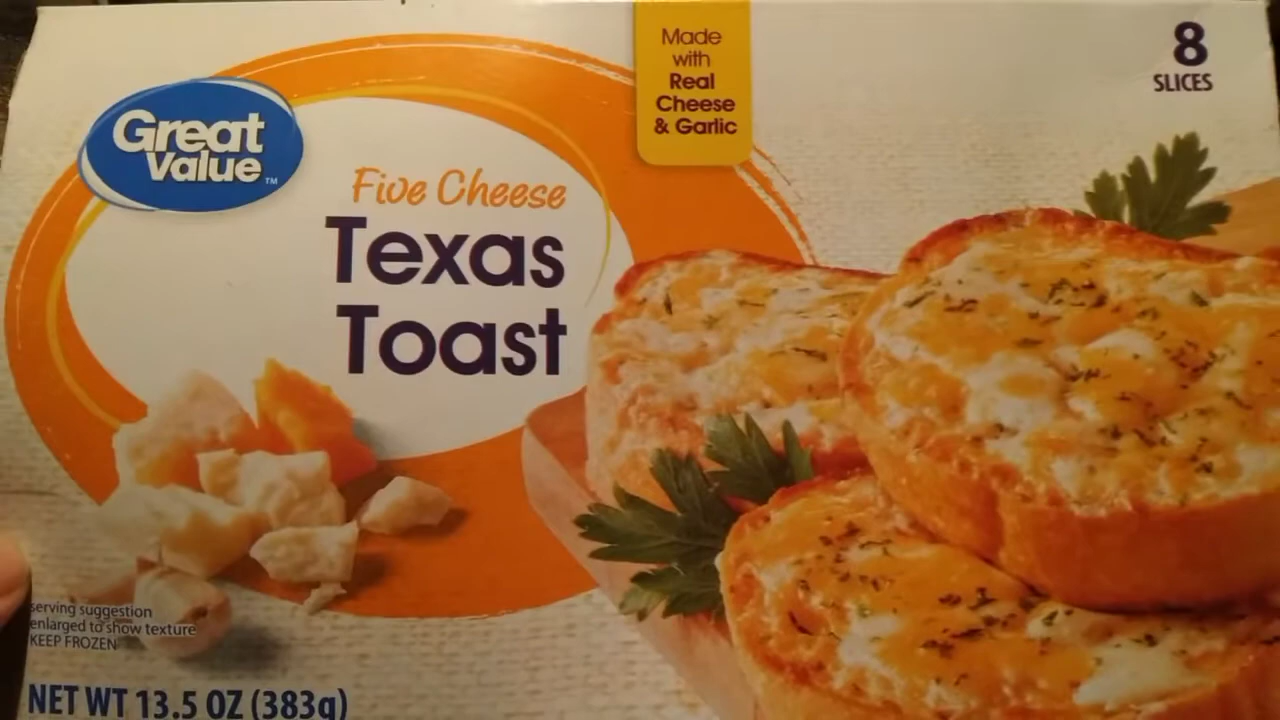 Great
Value™
Five Cheese
Texas
Toast
Made
with
Real
Cheese
& Garlic
8
SLICES
serving suggestion
enlarged to show texture
KEEP FROZEN
NET WT 13.5 OZ (383g)